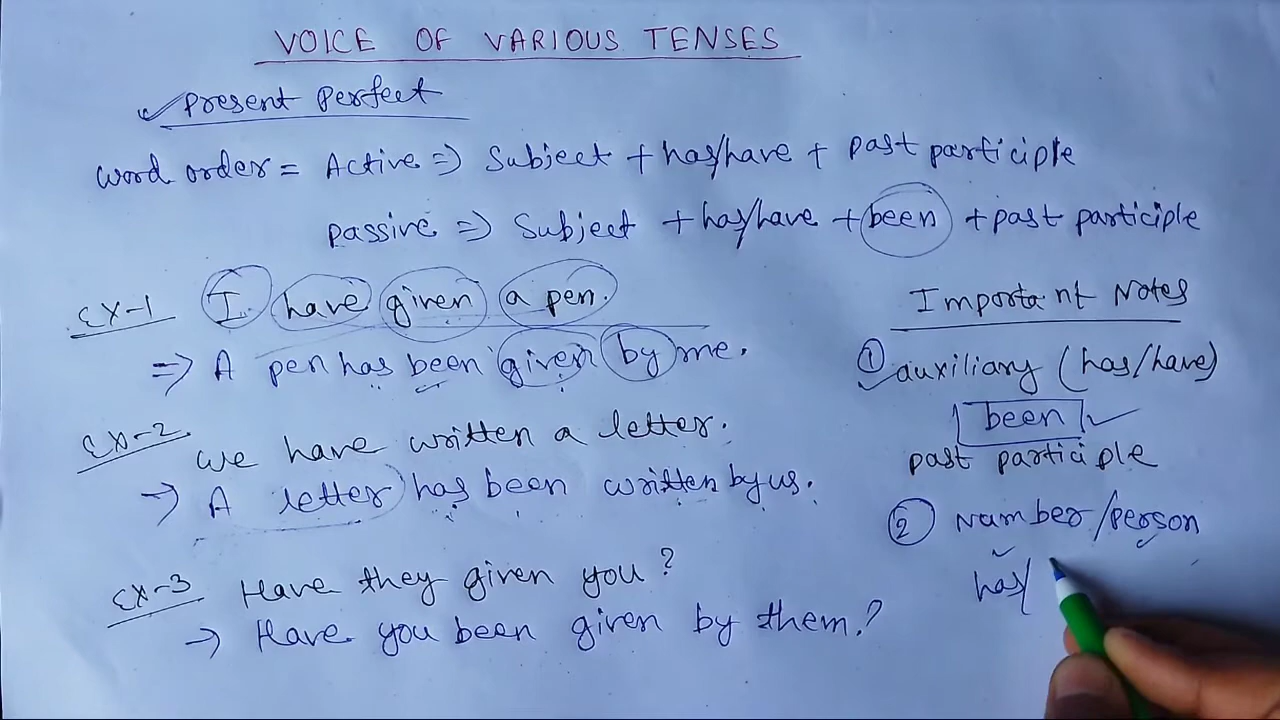 VOICE OF VARIOUS TENSES
Present Perfect
word order = Active => Subject + has/have + past participle
passive => Subject + has/have + been + past participle
EX-1 I have given a pen.
=> A pen has been given by me.
EX-2 we have written a letter.
-> A letter has been written by us.
EX-3 Have they given you?
-> Have you been given by them?
Important Notes
① auxiliary (has/have)
been
past participle
② Number/person
has/